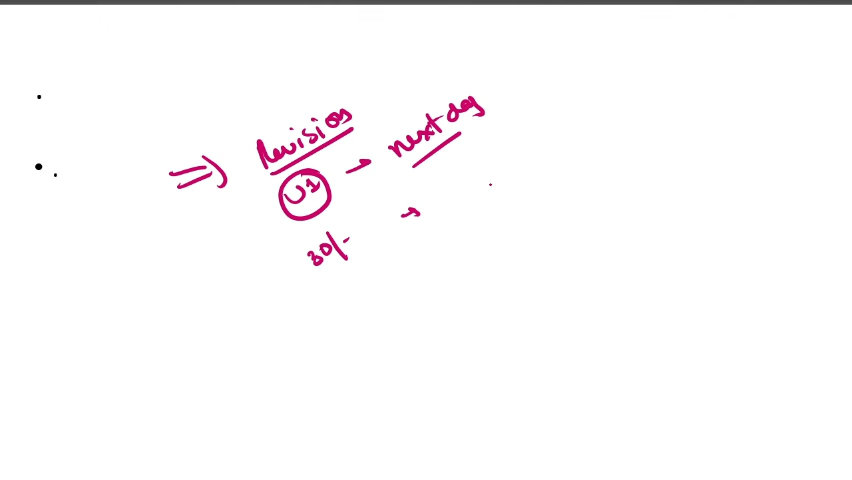 ⇒ Revision → next day
U1 →
30%